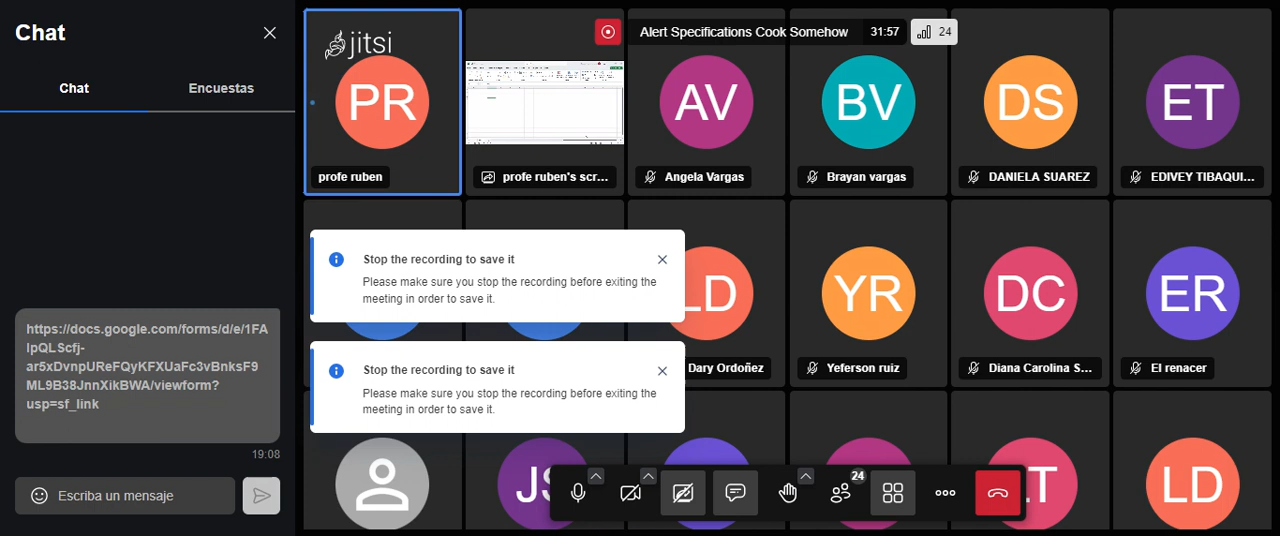 Chat
Chat
Encuestas
https://docs.google.com/forms/d/e/1FA
IpQLScfj-
ar5xDvnpUReFQyKFXUaFc3vBnksF9
ML9B38JnnXikBWA/viewform?
usp=sf_link
19:08
Escriba un mensaje
jitsi
Alert Specifications Cook Somehow
31:57
24
PR
AV
BV
DS
ET
profe ruben
profe ruben's scr...
Angela Vargas
Brayan vargas
DANIELA SUAREZ
EDIVEY TIBAQUI...
Stop the recording to save it
Please make sure you stop the recording before exiting the
meeting in order to save it.
LD
YR
DC
ER
Dary Ordoñez
Yeferson ruiz
Diana Carolina S...
El renacer
Stop the recording to save it
Please make sure you stop the recording before exiting the
meeting in order to save it.
LD
24